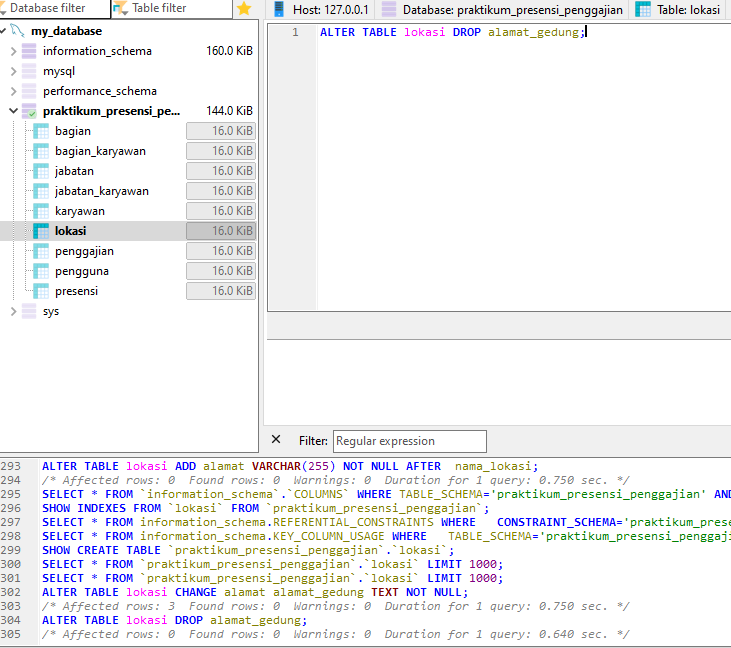 Database filter
Table filter
Host: 127.0.0.1
Database: praktikum_presensi_penggajian
Table: lokasi
my_database
information_schema 160.0 KiB
mysql
performance_schema
praktikum_presensi_pe... 144.0 KiB
bagian 16.0 KiB
bagian_karyawan 16.0 KiB
jabatan 16.0 KiB
jabatan_karyawan 16.0 KiB
karyawan 16.0 KiB
lokasi 16.0 KiB
penggajian 16.0 KiB
pengguna 16.0 KiB
presensi 16.0 KiB
sys
1 ALTER TABLE lokasi DROP alamat_gedung;
Filter: Regular expression
293 ALTER TABLE lokasi ADD alamat VARCHAR(255) NOT NULL AFTER  nama_lokasi;
294 /* Affected rows: 0  Found rows: 0  Warnings: 0  Duration for 1 query: 0.750 sec. */
295 SELECT * FROM `information_schema`.`COLUMNS` WHERE TABLE_SCHEMA='praktikum_presensi_penggajian' AND
296 SHOW INDEXES FROM `lokasi` FROM `praktikum_presensi_penggajian`;
297 SELECT * FROM information_schema.REFERENTIAL_CONSTRAINTS WHERE   CONSTRAINT_SCHEMA='praktikum_prese
298 SELECT * FROM information_schema.KEY_COLUMN_USAGE WHERE   TABLE_SCHEMA='praktikum_presensi_penggaji
299 SHOW CREATE TABLE `praktikum_presensi_penggajian`.`lokasi`;
300 SELECT * FROM `praktikum_presensi_penggajian`.`lokasi` LIMIT 1000;
301 SELECT * FROM `praktikum_presensi_penggajian`.`lokasi` LIMIT 1000;
302 ALTER TABLE lokasi CHANGE alamat alamat_gedung TEXT NOT NULL;
303 /* Affected rows: 3  Found rows: 0  Warnings: 0  Duration for 1 query: 0.750 sec. */
304 ALTER TABLE lokasi DROP alamat_gedung;
305 /* Affected rows: 0  Found rows: 0  Warnings: 0  Duration for 1 query: 0.640 sec. */